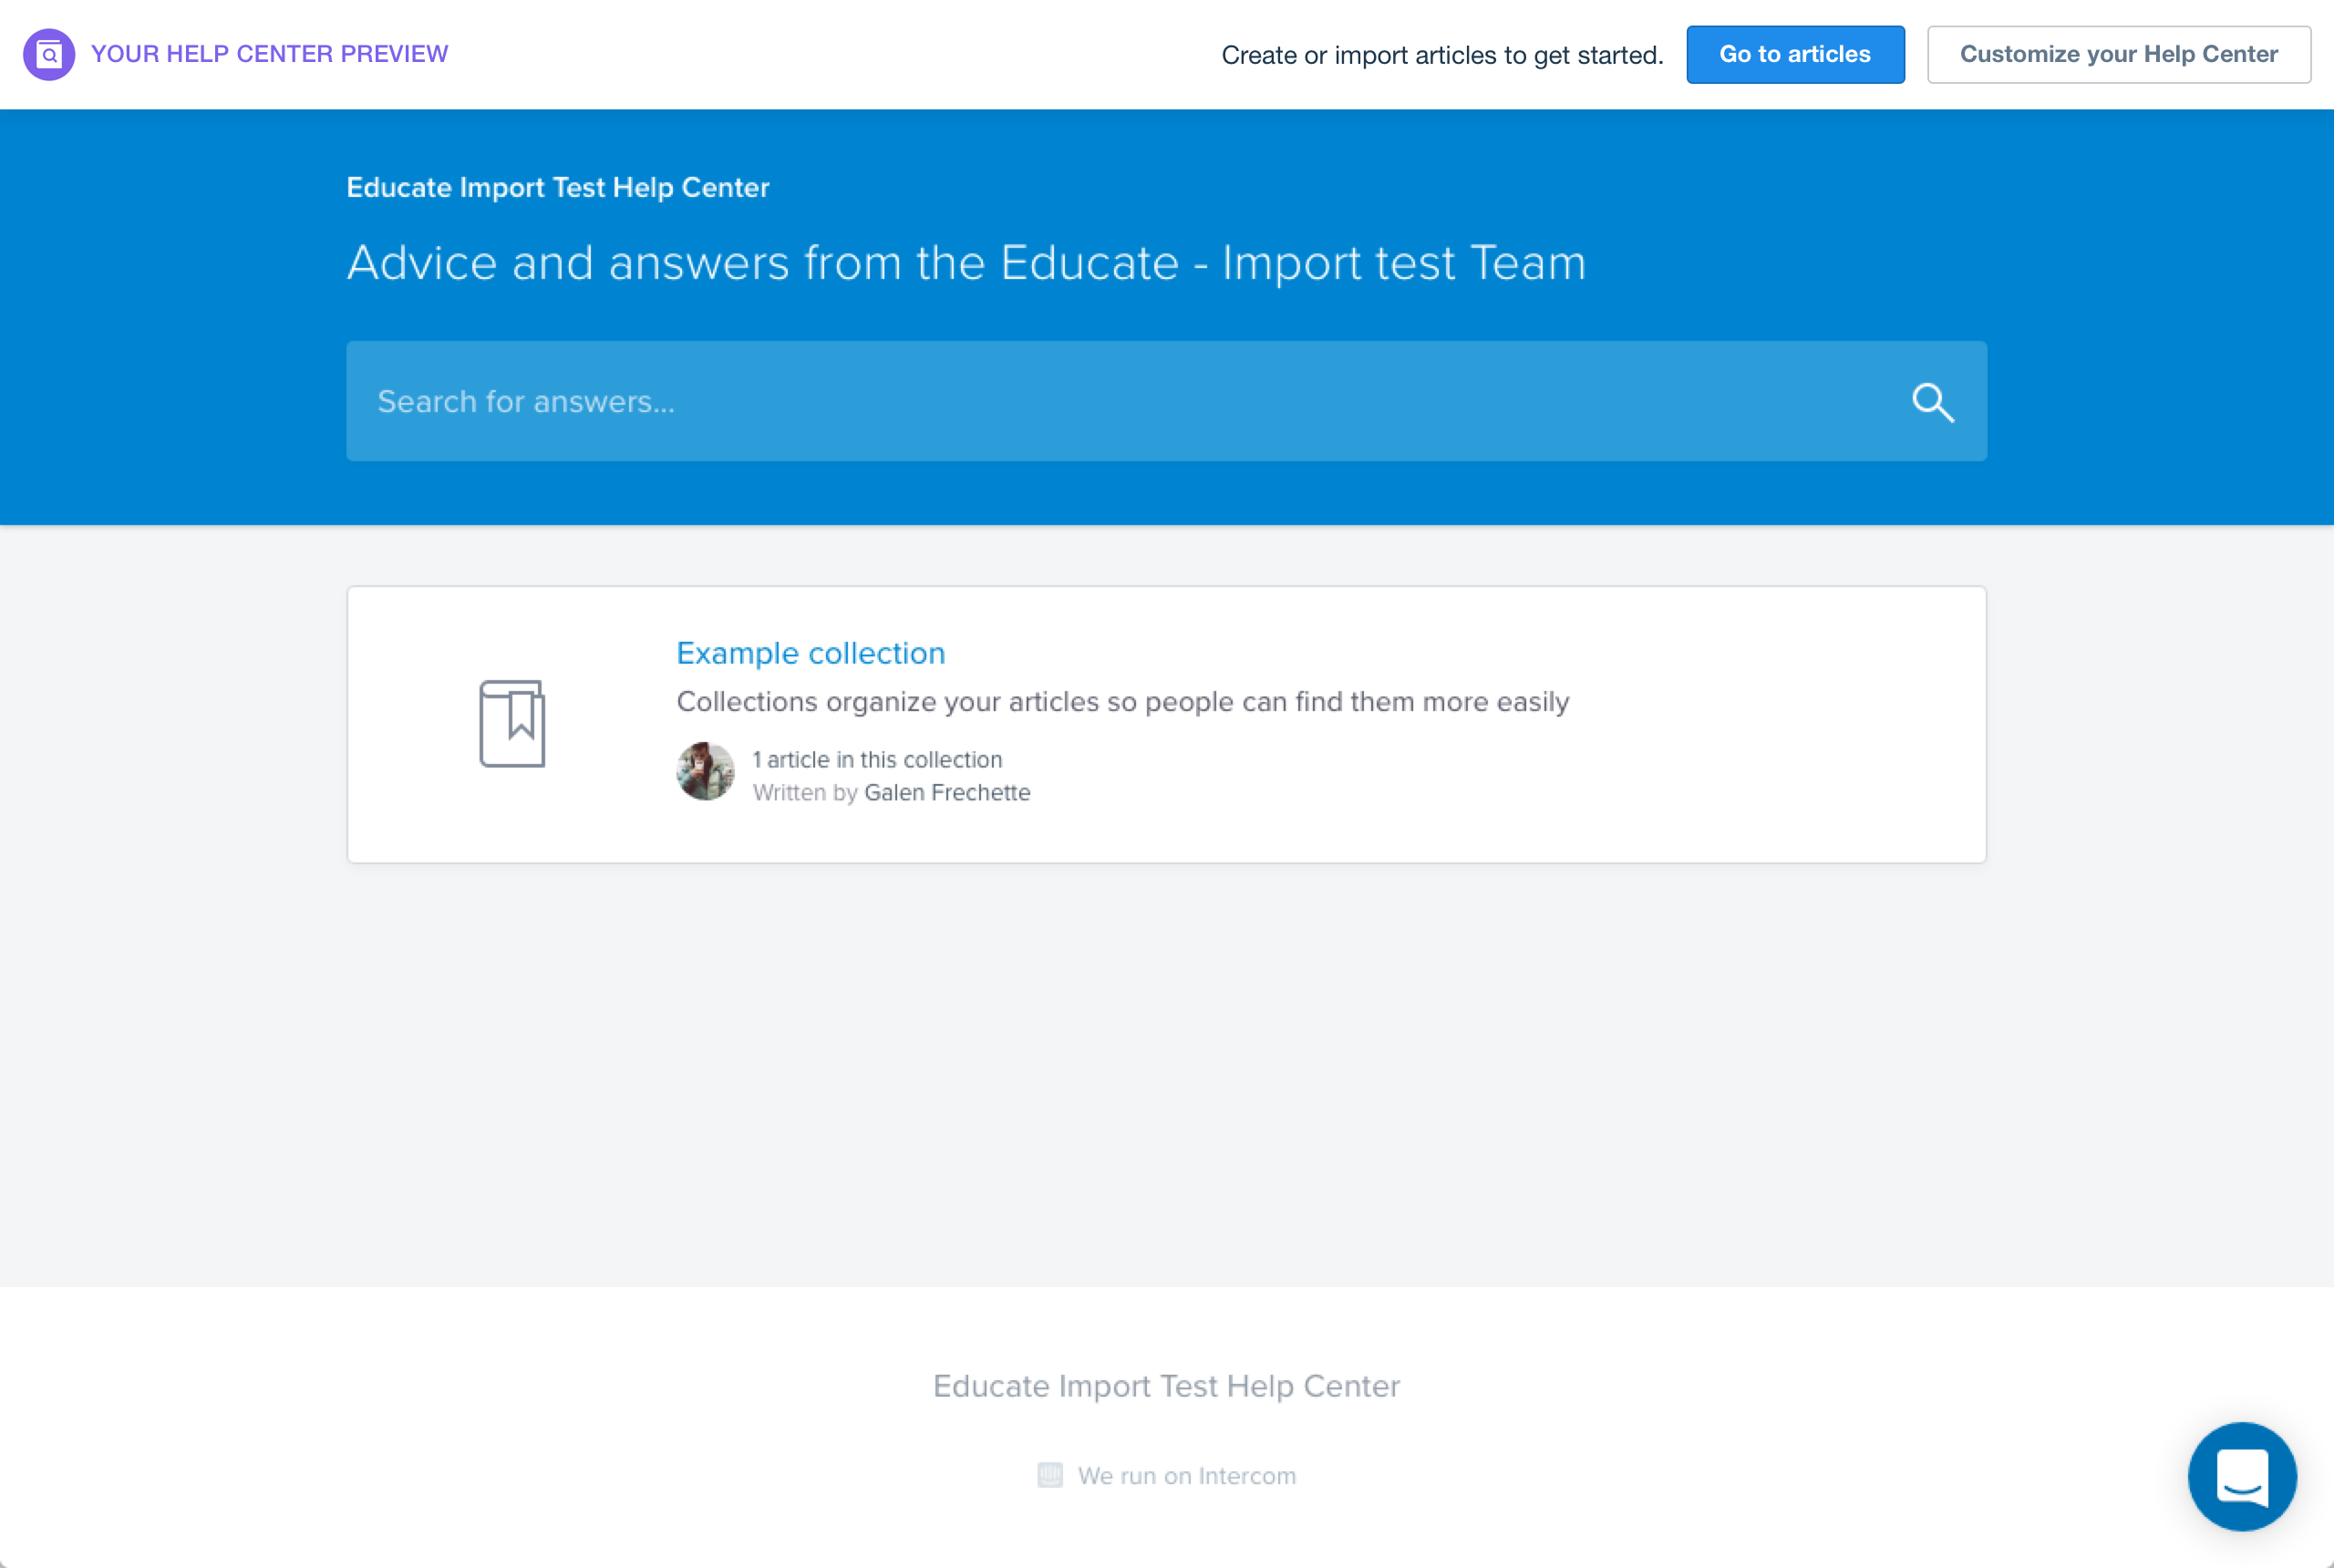 YOUR HELP CENTER PREVIEW
Create or import articles to get started.
Go to articles
Customize your Help Center
Educate Import Test Help Center
Advice and answers from the Educate - Import test Team
Search for answers...
Example collection
Collections organize your articles so people can find them more easily
1 article in this collection
Written by Galen Frechette
Educate Import Test Help Center
We run on Intercom